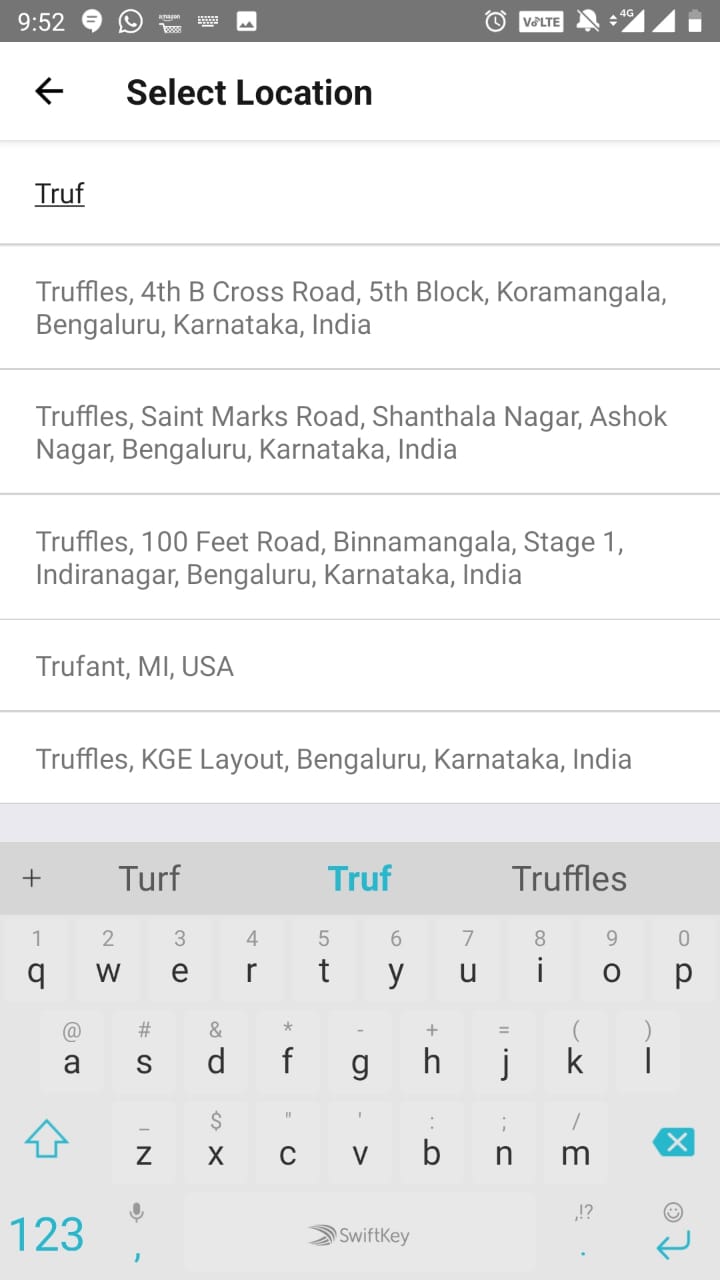 9:52 amazon VoLTE 4G
Select Location
Truf
Truffles, 4th B Cross Road, 5th Block, Koramangala,
Bengaluru, Karnataka, India
Truffles, Saint Marks Road, Shanthala Nagar, Ashok
Nagar, Bengaluru, Karnataka, India
Truffles, 100 Feet Road, Binnamangala, Stage 1,
Indiranagar, Bengaluru, Karnataka, India
Trufant, MI, USA
Truffles, KGE Layout, Bengaluru, Karnataka, India
+ Turf Truf Truffles
1 2 3 4 5 6 7 8 9 0
q w e r t y u i o p
@ # & * - + = ( )
a s d f g h j k l
_ $ " ' : ; /
z x c v b n m
,!?
123 , SwiftKey .